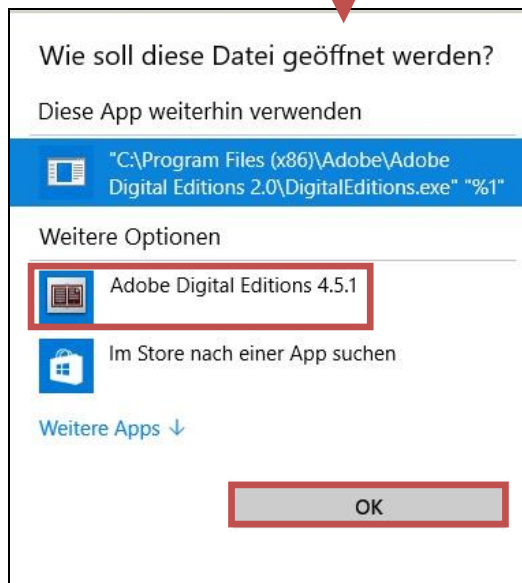 Wie soll diese Datei geöffnet werden?
Diese App weiterhin verwenden
"C:\Program Files (x86)\Adobe\Adobe
Digital Editions 2.0\DigitalEditions.exe" "%1"
Weitere Optionen
Adobe Digital Editions 4.5.1
Im Store nach einer App suchen
Weitere Apps ↓
OK